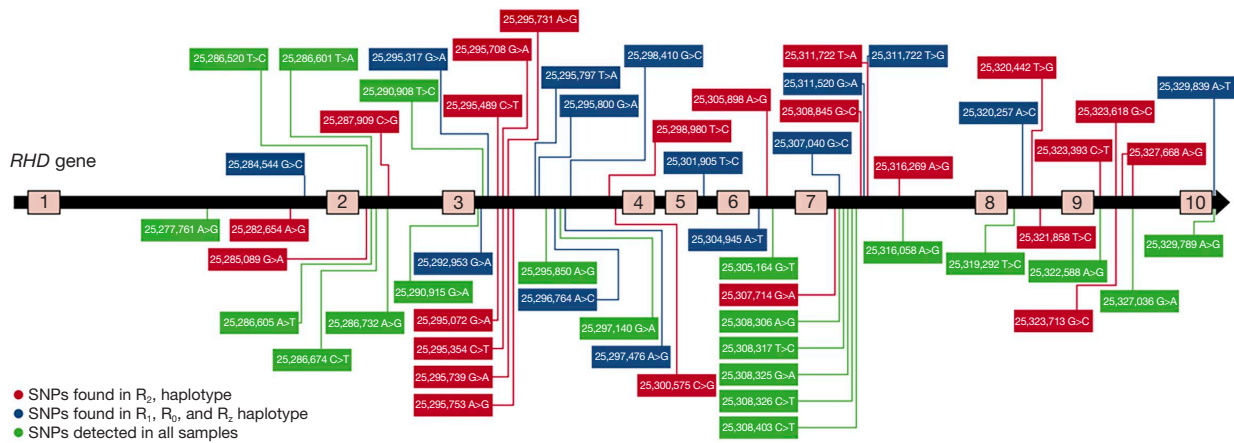 25,295,731 A>G
25,286,520 T>C
25,286,601 T>A
25,295,317 G>A
25,295,708 G>A
25,298,410 G>C
25,311,722 T>A
25,311,722 T>G
25,320,442 T>G
25,295,797 T>A
25,311,520 G>A
25,329,839 A>T
25,290,908 T>C
25,295,489 C>T
25,295,800 G>A
25,305,898 A>G
25,308,845 G>C
25,320,257 A>C
25,323,618 G>C
25,287,909 C>G
25,298,980 T>C
25,307,040 G>C
25,323,393 C>T
25,327,668 A>G
RHD gene
25,284,544 G>C
25,301,905 T>C
25,316,269 A>G
1 2 3 4 5 6 7 8 9 10
25,277,761 A>G
25,282,654 A>G
25,304,945 A>T
25,321,858 T>C
25,329,789 A>G
25,285,089 G>A
25,292,953 G>A
25,295,850 A>G
25,305,164 G>T
25,316,058 A>G
25,319,292 T>C
25,322,588 A>G
25,290,915 G>A
25,296,764 A>C
25,307,714 G>A
25,327,036 G>A
25,286,605 A>T
25,286,732 A>G
25,295,072 G>A
25,297,140 G>A
25,308,306 A>G
25,323,713 G>C
25,286,674 C>T
25,295,354 C>T
25,297,476 A>G
25,308,317 T>C
25,295,739 G>A
25,300,575 C>G
25,308,325 G>A
25,295,753 A>G
25,308,326 C>T
25,308,403 C>T
SNPs found in R2, haplotype
SNPs found in R1, R0, and Rz haplotype
SNPs detected in all samples